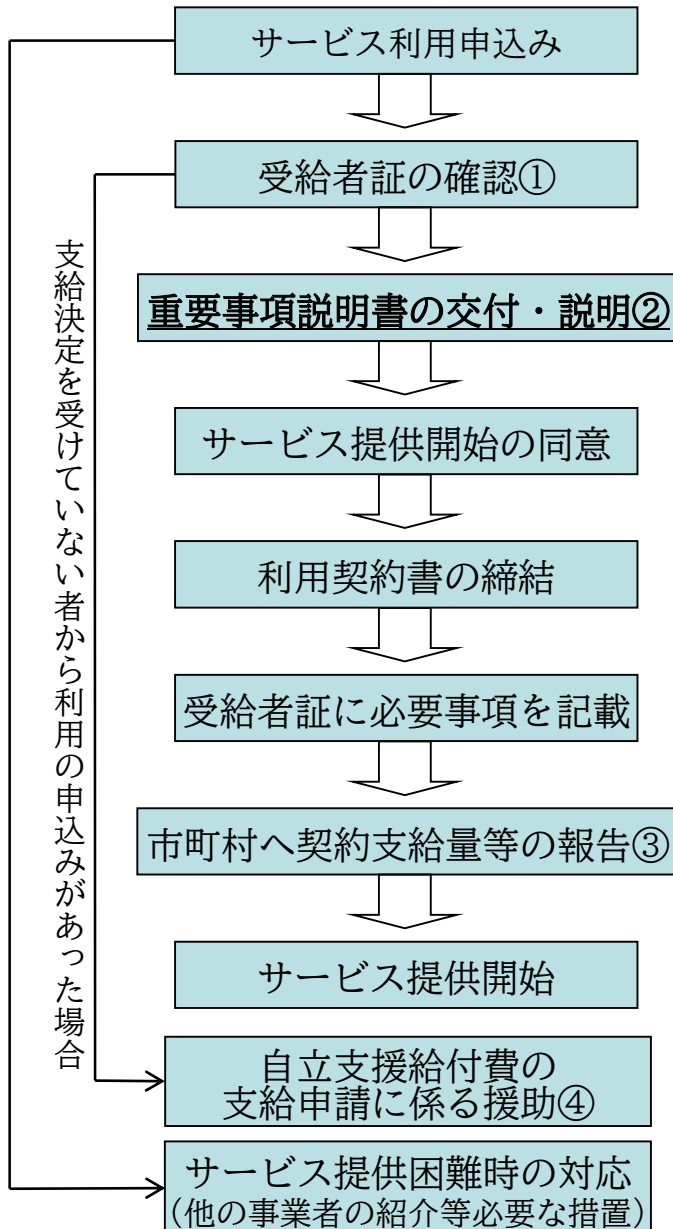 サービス利用申込み
受給者証の確認①
重要事項説明書の交付・説明②
サービス提供開始の同意
利用契約書の締結
受給者証に必要事項を記載
市町村へ契約支給量等の報告③
サービス提供開始
支給決定を受けていない者から利用の申込みがあった場合
自立支援給付費の
支給申請に係る援助④
サービス提供困難時の対応
（他の事業者の紹介等必要な措置）